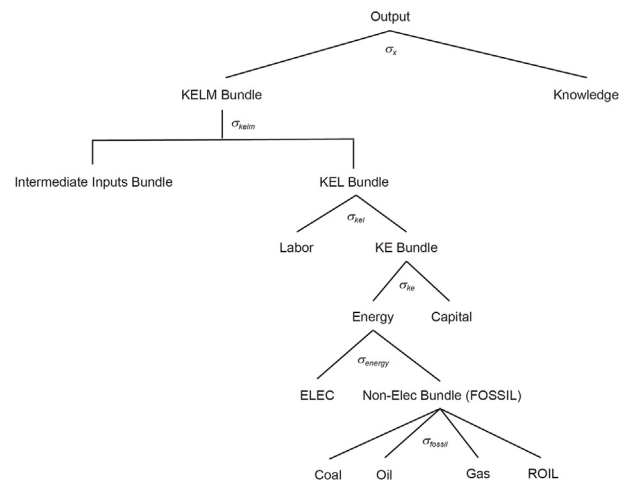 Output
σx
KELM Bundle Knowledge
σkelm
Intermediate Inputs Bundle KEL Bundle
σkel
Labor KE Bundle
σke
Energy Capital
σenergy
ELEC Non-Elec Bundle (FOSSIL)
σfossil
Coal Oil Gas ROIL